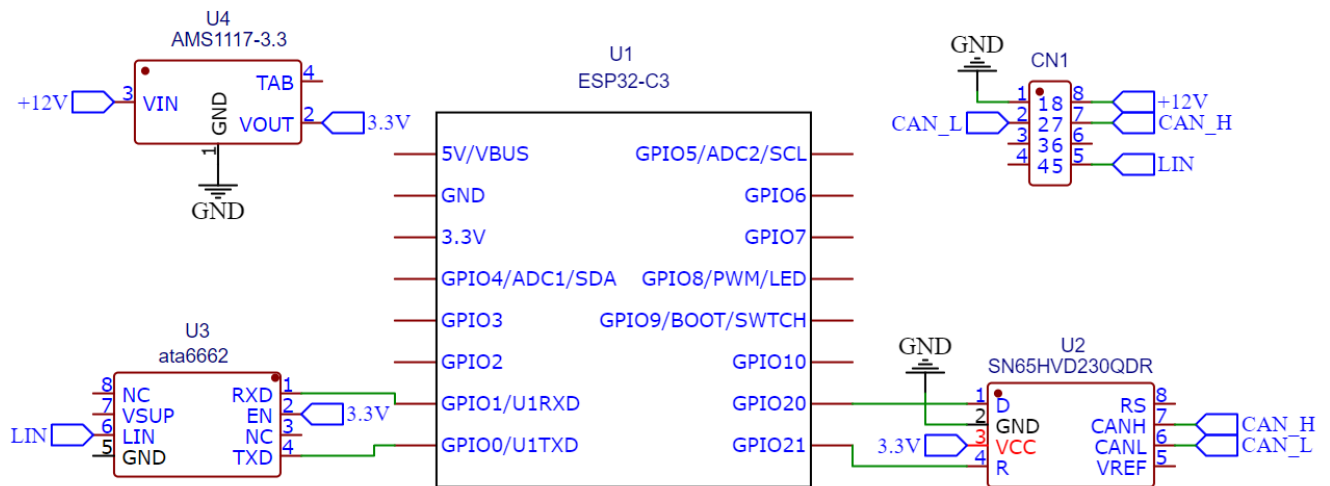 U4
AMS1117-3.3
+12V
3
VIN
TAB
4
GND
1
VOUT
2
3.3V
GND
U1
ESP32-C3
5V/VBUS
GND
3.3V
GPIO4/ADC1/SDA
GPIO3
GPIO2
GPIO1/U1RXD
GPIO0/U1TXD
GPIO5/ADC2/SCL
GPIO6
GPIO7
GPIO8/PWM/LED
GPIO9/BOOT/SWTCH
GPIO10
GPIO20
GPIO21
GND
CN1
1 18 8 +12V
CAN_L 2 27 7 CAN_H
3 36 6
4 45 5 LIN
U3
ata6662
8 NC RXD 1
7 VSUP EN 2 3.3V
LIN 6 LIN NC 3
5 GND TXD 4
GND
U2
SN65HVD230QDR
1 D RS 8
2 GND CANH 7 CAN_H
3.3V 3 VCC CANL 6 CAN_L
4 R VREF 5